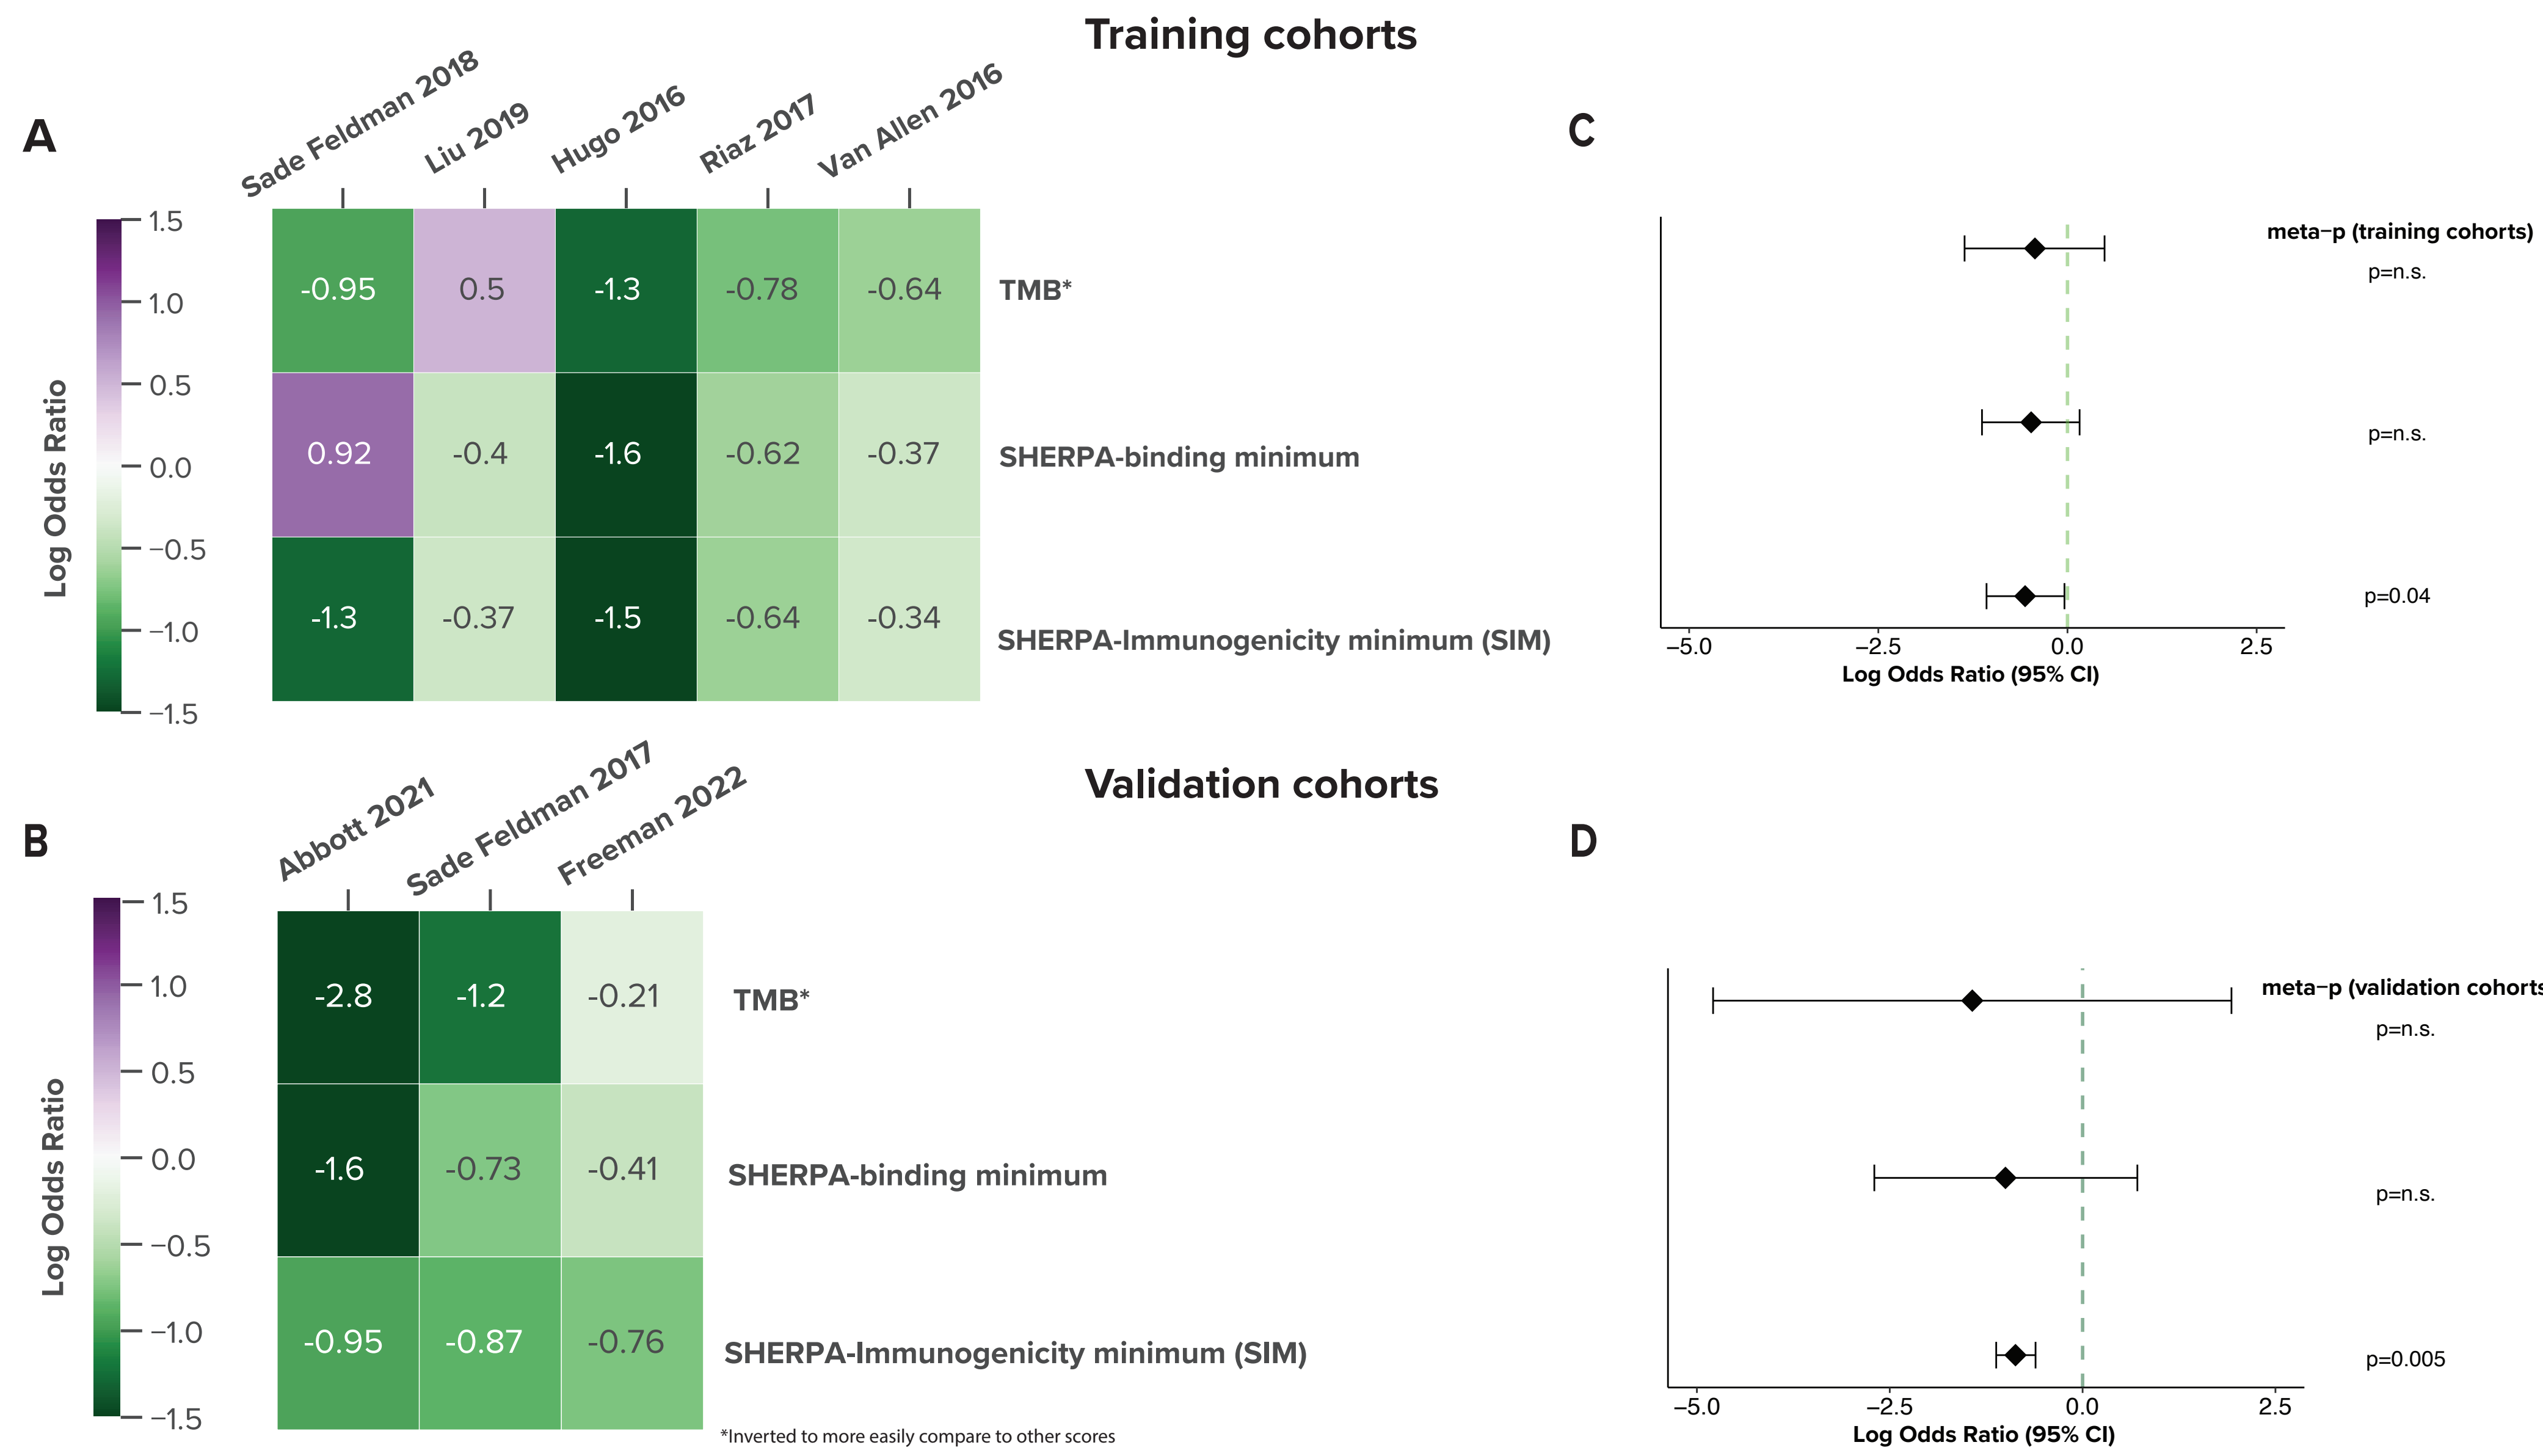 Training cohorts
A
Sade Feldman 2018
Liu 2019
Hugo 2016
Riaz 2017
Van Allen 2016
1.5
1.0
0.5
0.0
−0.5
−1.0
−1.5
Log Odds Ratio
-0.95 0.5 -1.3 -0.78 -0.64 TMB*
0.92 -0.4 -1.6 -0.62 -0.37 SHERPA-binding minimum
-1.3 -0.37 -1.5 -0.64 -0.34 SHERPA-Immunogenicity minimum (SIM)
C
meta−p (training cohorts)
p=n.s.
p=n.s.
p=0.04
−5.0 −2.5 0.0 2.5
Log Odds Ratio (95% CI)
Validation cohorts
B
Abbott 2021
Sade Feldman 2017
Freeman 2022
1.5
1.0
0.5
0.0
−0.5
−1.0
−1.5
Log Odds Ratio
-2.8 -1.2 -0.21 TMB*
-1.6 -0.73 -0.41 SHERPA-binding minimum
-0.95 -0.87 -0.76 SHERPA-Immunogenicity minimum (SIM)
*Inverted to more easily compare to other scores
D
meta−p (validation cohorts
p=n.s.
p=n.s.
p=0.005
−5.0 −2.5 0.0 2.5
Log Odds Ratio (95% CI)